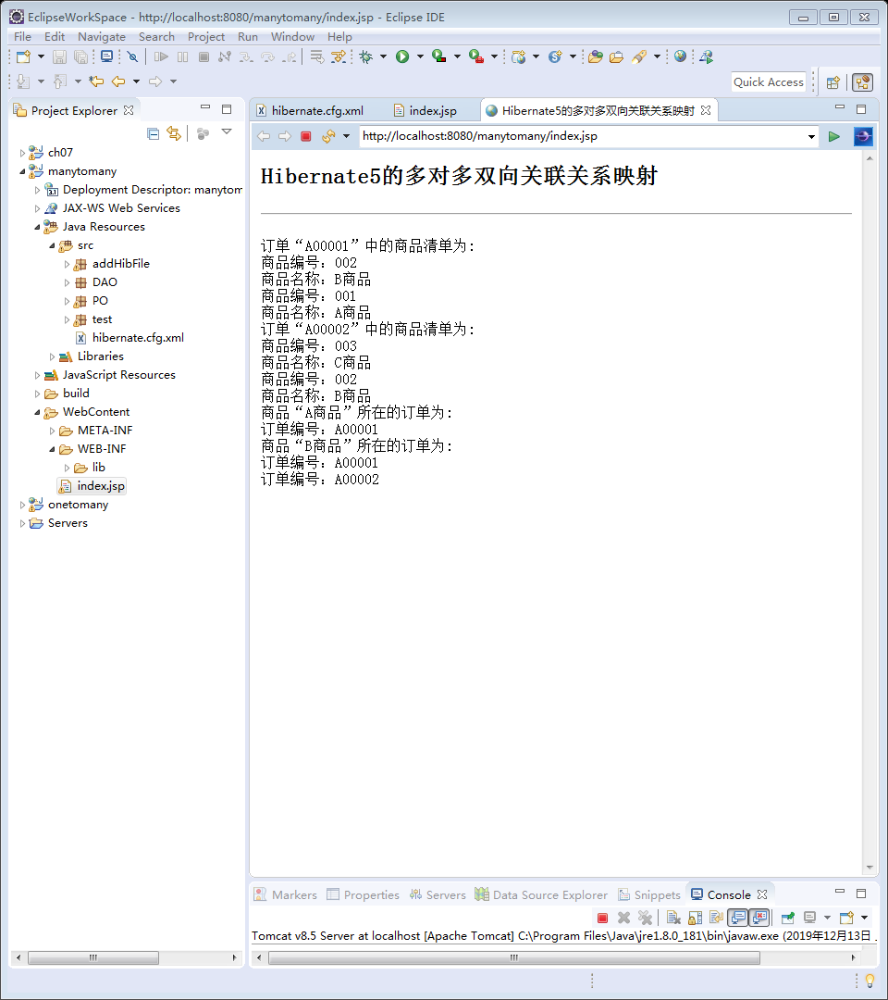 EclipseWorkSpace - http://localhost:8080/manytomany/index.jsp - Eclipse IDE
File Edit Navigate Search Project Run Window Help
Quick Access
Project Explorer
ch07
manytomany
Deployment Descriptor: manytom
JAX-WS Web Services
Java Resources
src
addHibFile
DAO
PO
test
hibernate.cfg.xml
Libraries
JavaScript Resources
build
WebContent
META-INF
WEB-INF
lib
index.jsp
onetomany
Servers
hibernate.cfg.xml index.jsp Hibernate5的多对多双向关联关系映射
http://localhost:8080/manytomany/index.jsp
Hibernate5的多对多双向关联关系映射
订单“A00001”中的商品清单为:
商品编号：002
商品名称：B商品
商品编号：001
商品名称：A商品
订单“A00002”中的商品清单为:
商品编号：003
商品名称：C商品
商品编号：002
商品名称：B商品
商品“A商品”所在的订单为:
订单编号：A00001
商品“B商品”所在的订单为:
订单编号：A00001
订单编号：A00002
Markers Properties Servers Data Source Explorer Snippets Console
Tomcat v8.5 Server at localhost [Apache Tomcat] C:\Program Files\Java\jre1.8.0_181\bin\javaw.exe (2019年12月13日